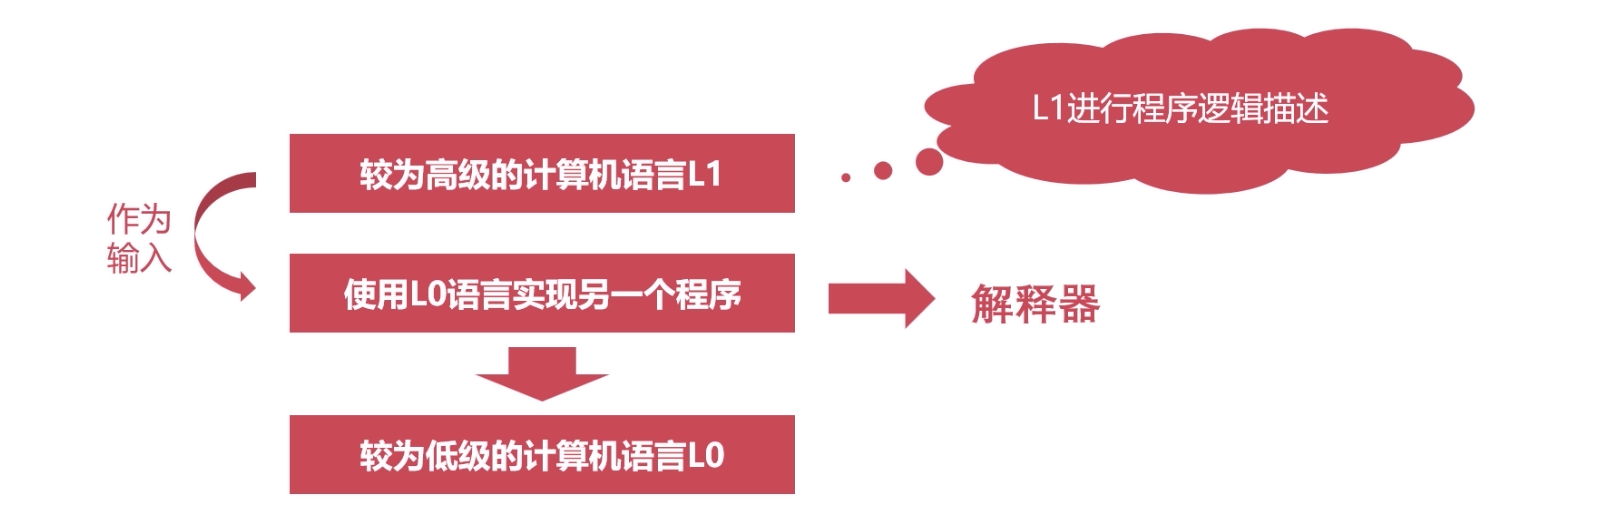 L1进行程序逻辑描述
较为高级的计算机语言L1
作为
输入
使用L0语言实现另一个程序
解释器
较为低级的计算机语言L0